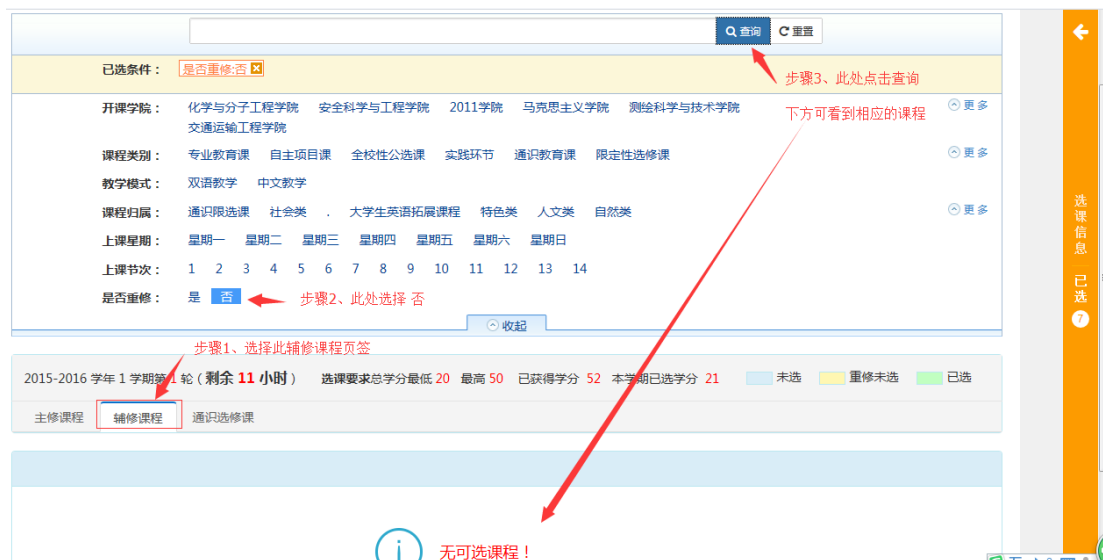 查询 重置
已选条件： 是否重修:否
步骤3、此处点击查询
开课学院： 化学与分子工程学院 安全科学与工程学院 2011学院 马克思主义学院 测绘科学与技术学院 更多
下方可看到相应的课程
交通运输工程学院
课程类别： 专业教育课 自主项目课 全校性公选课 实践环节 通识教育课 限定性选修课 更多
教学模式： 双语教学 中文教学
课程归属： 通识限选课 社会类 . 大学生英语拓展课程 特色类 人文类 自然类 更多
上课星期： 星期一 星期二 星期三 星期四 星期五 星期六 星期日
上课节次： 1 2 3 4 5 6 7 8 9 10 11 12 13 14
是否重修： 是 否
步骤2、此处选择 否
收起
步骤1、选择此辅修课程页签
2015-2016 学年 1 学期第 1 轮（剩余 11 小时） 选课要求总学分最低 20 最高 50 已获得学分 52 本学期已选学分 21 未选 重修未选 已选
主修课程 辅修课程 通识选修课
无可选课程！
选课信息 已选 7